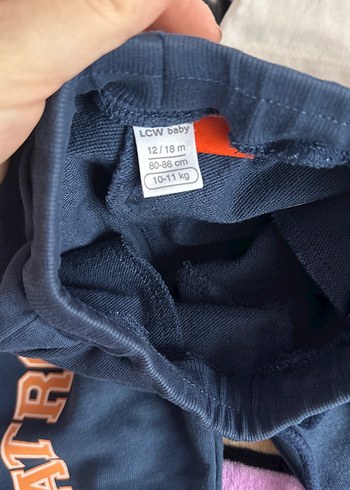 LCW baby
12 / 18 m
80-86 cm
10-11 kg